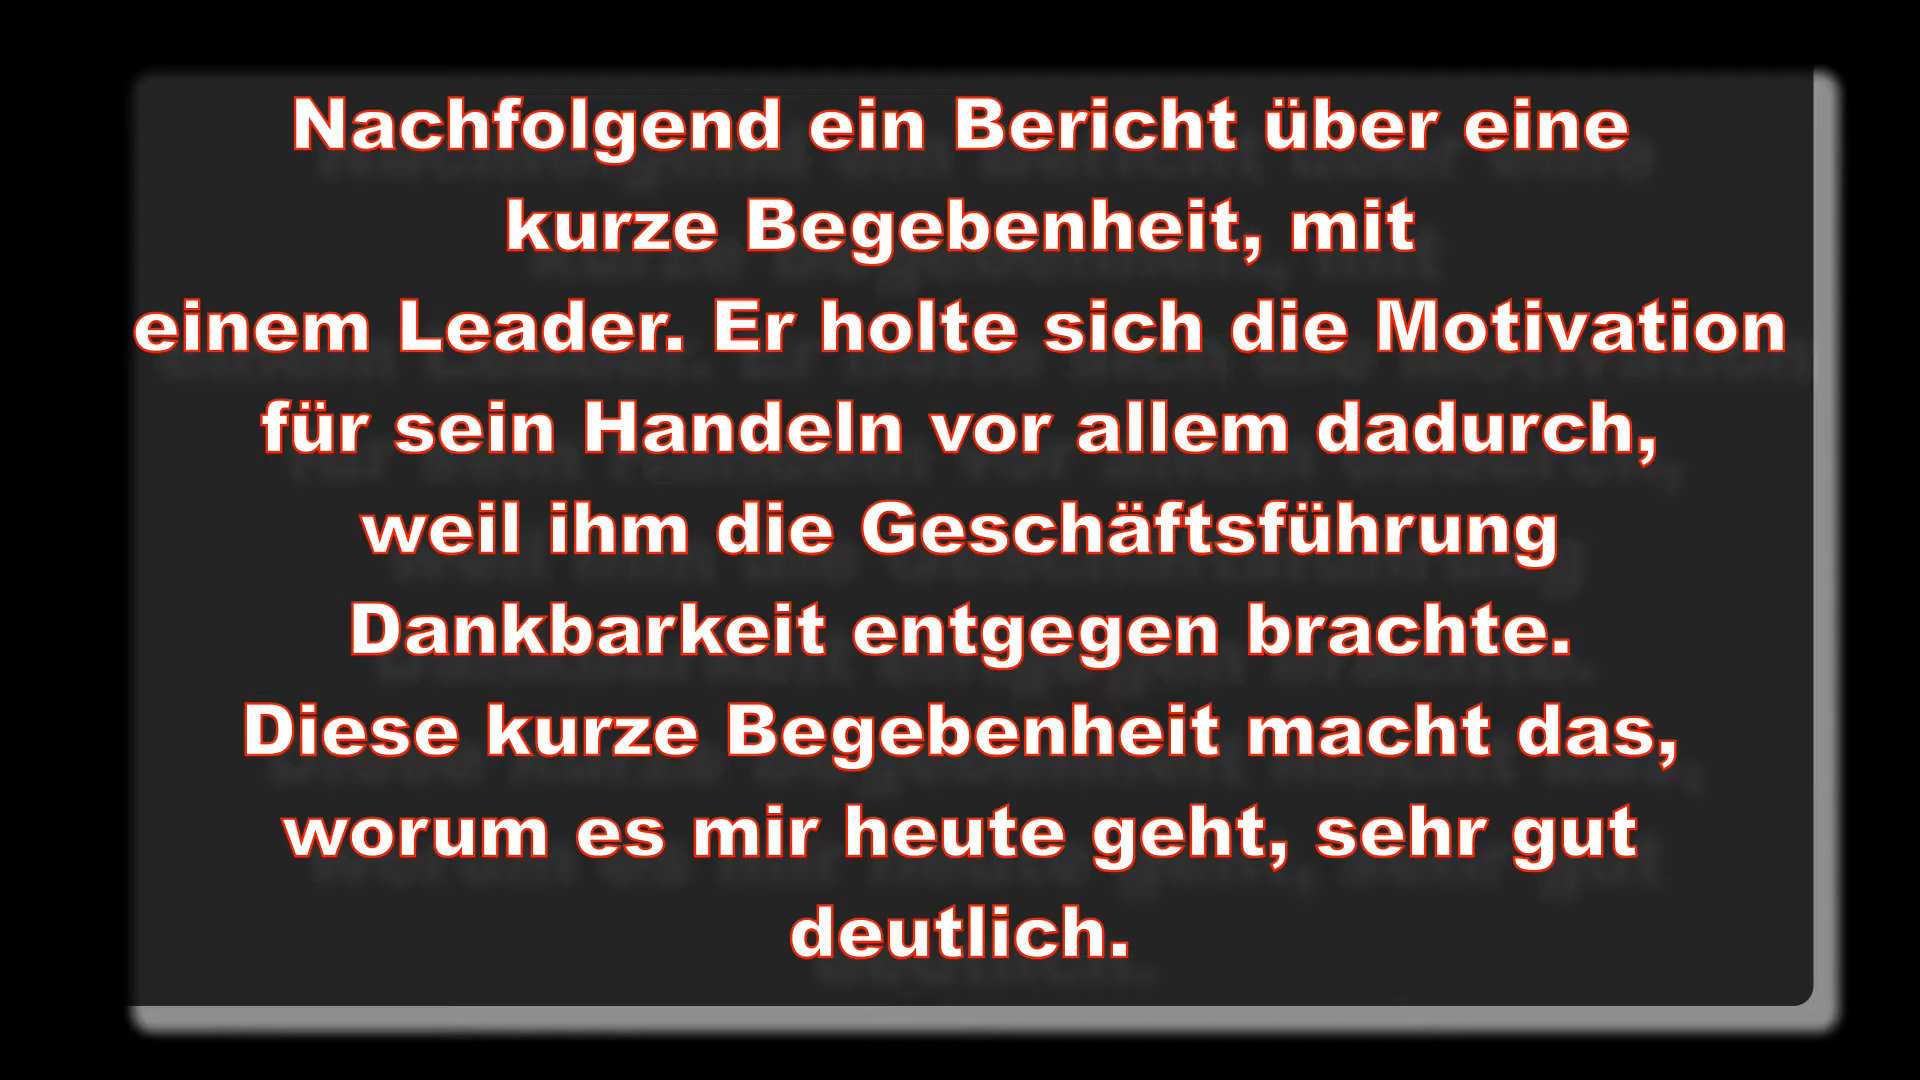 Nachfolgend ein Bericht über eine
kurze Begebenheit, mit
einem Leader. Er holte sich die Motivation
für sein Handeln vor allem dadurch,
weil ihm die Geschäftsführung
Dankbarkeit entgegen brachte.
Diese kurze Begebenheit macht das,
worum es mir heute geht, sehr gut
deutlich.